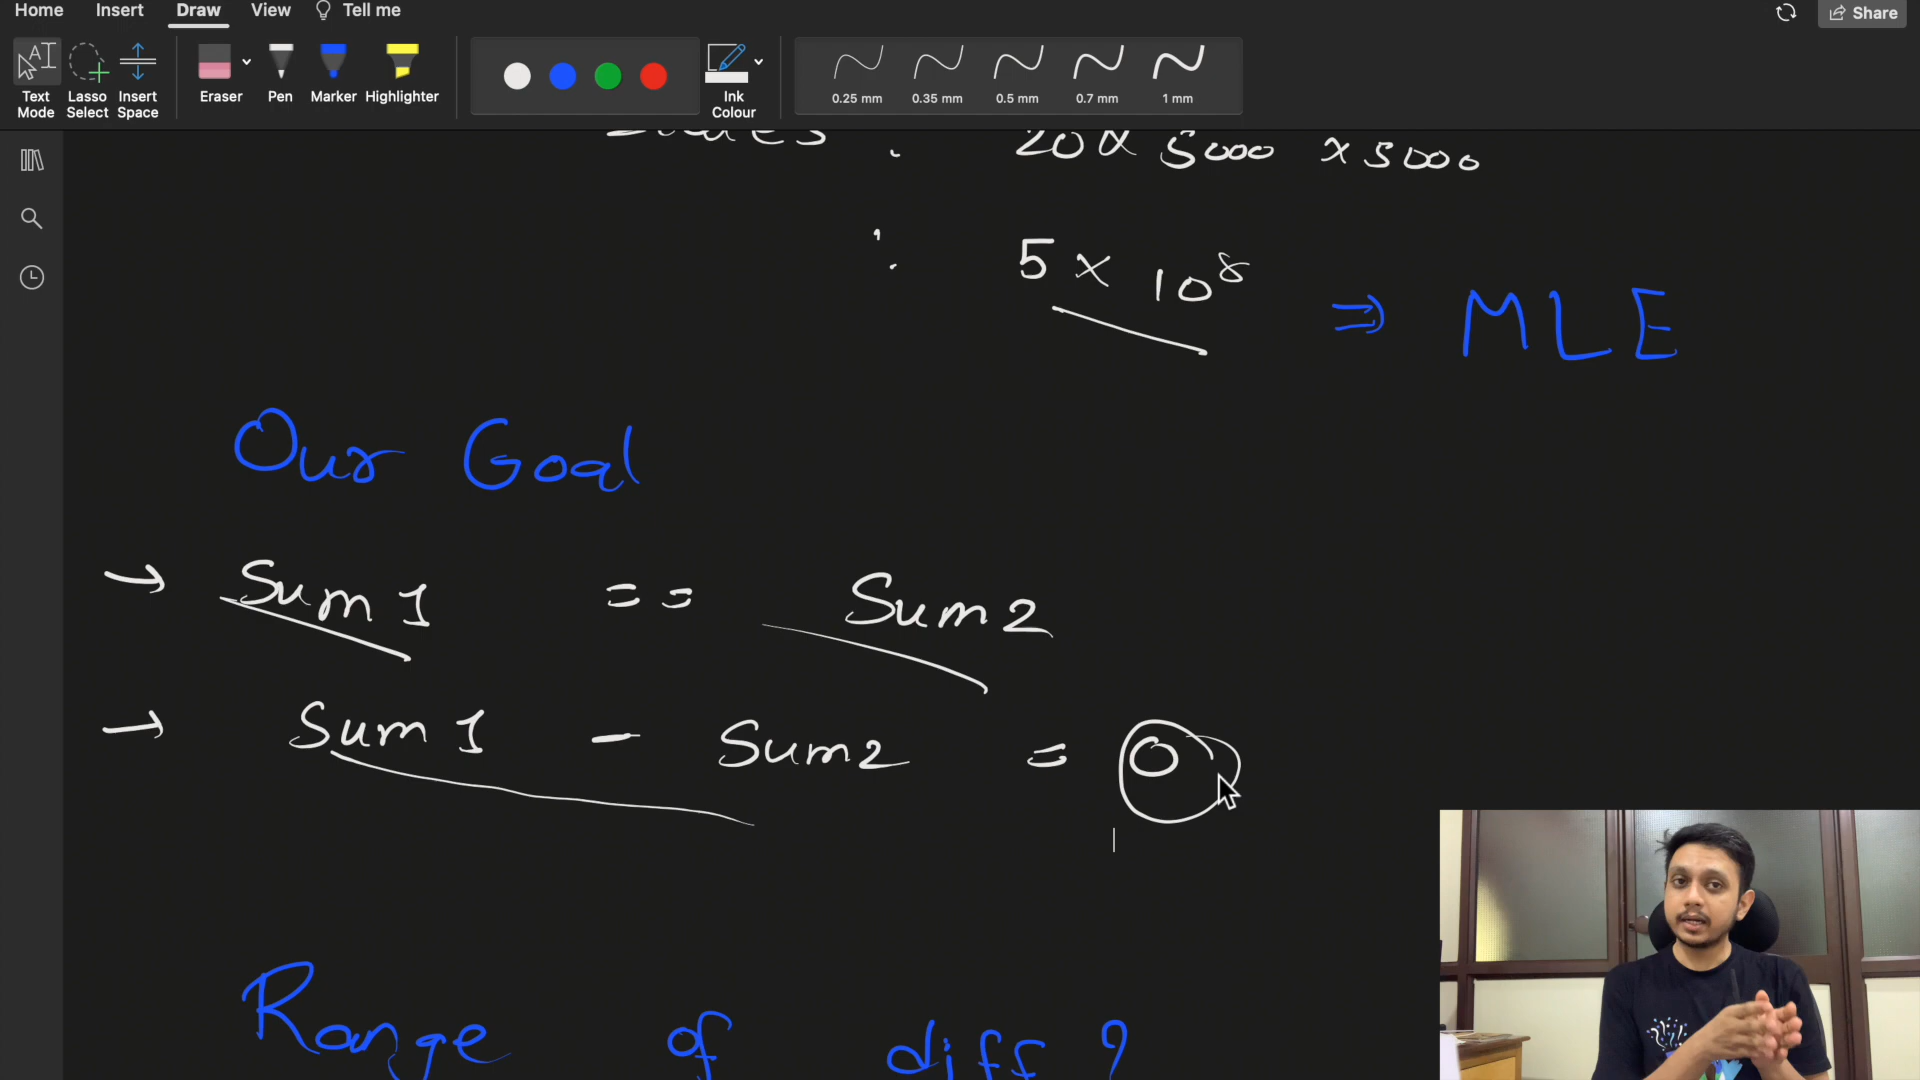 Home Insert Draw View Tell me Share
Text Mode Lasso Select Insert Space Eraser Pen Marker Highlighter Ink Colour 0.25 mm 0.35 mm 0.5 mm 0.7 mm 1 mm
: 20 x 5000 x 5000
: 5 x 10^8 ⇒ MLE
Our Goal
→ Sum 1 == Sum 2
→ Sum 1 - Sum2 = 0
Range of diff ?